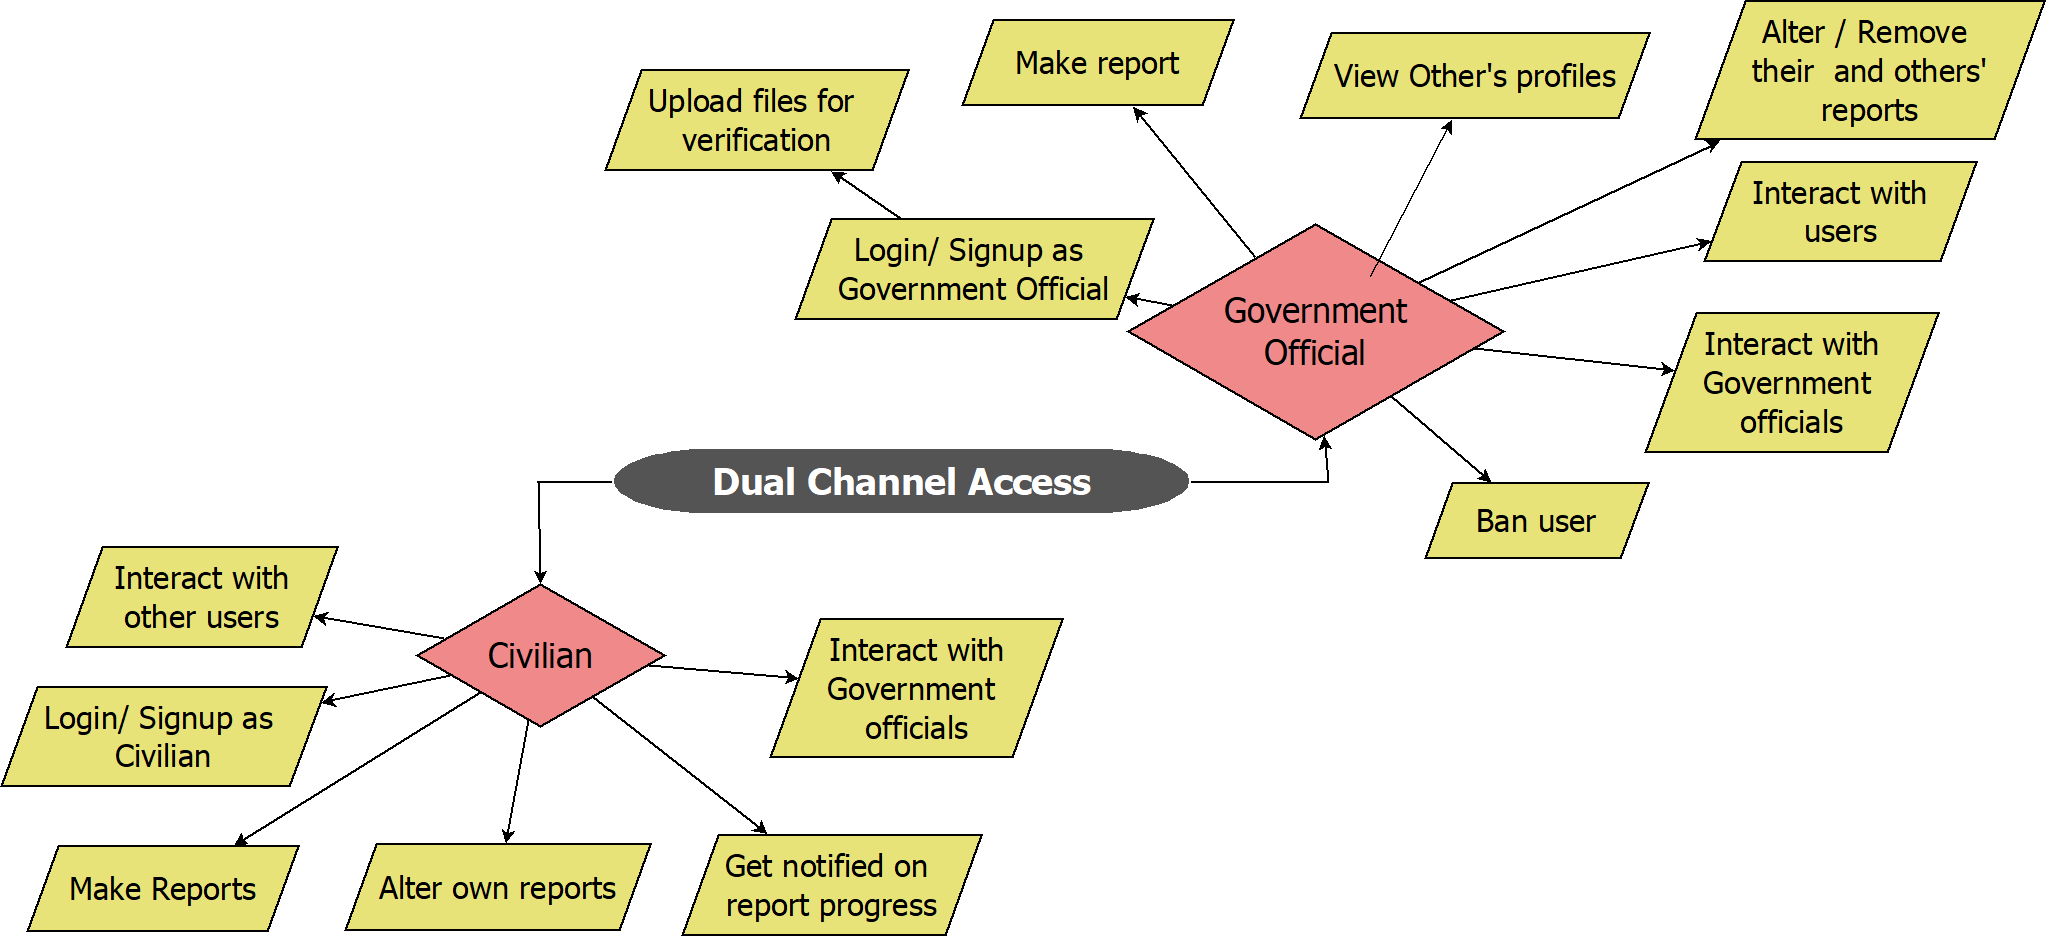 Alter / Remove
their and others'
reports
Make report
View Other's profiles
Upload files for
verification
Interact with
users
Login/ Signup as
Government Official
Government
Official
Interact with
Government
officials
Dual Channel Access
Ban user
Interact with
other users
Civilian
Interact with
Government
officials
Login/ Signup as
Civilian
Make Reports
Alter own reports
Get notified on
report progress